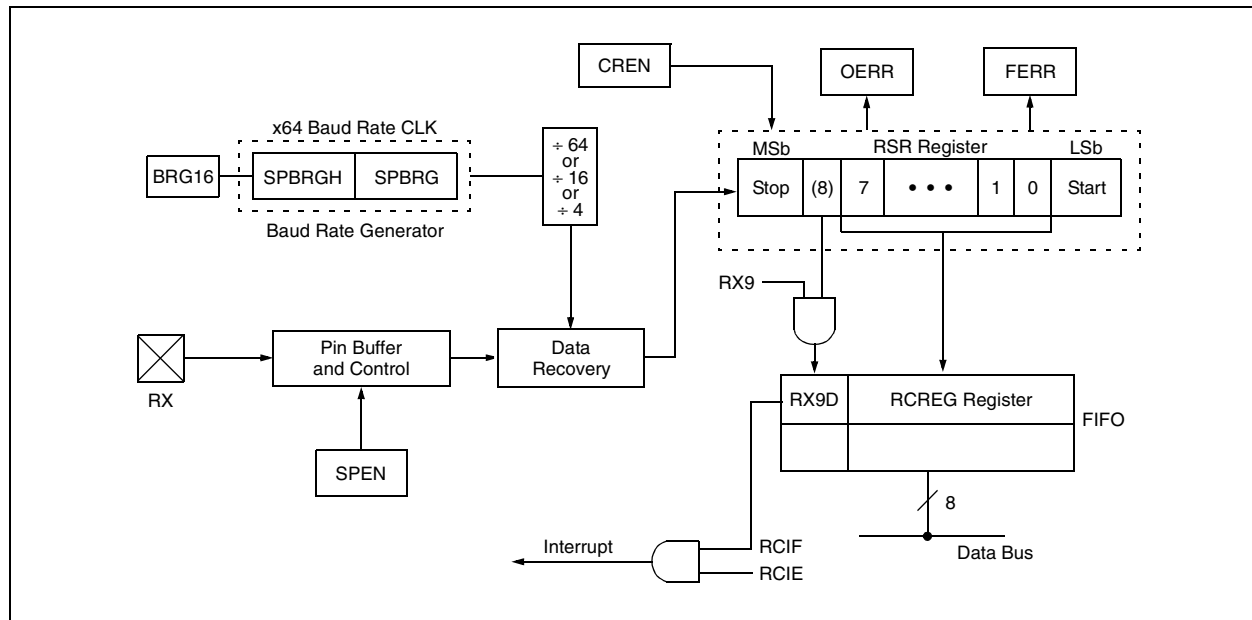 CREN
OERR
FERR
x64 Baud Rate CLK
BRG16
SPBRGH
SPBRG
Baud Rate Generator
÷ 64
or
÷ 16
or
÷ 4
MSb
RSR Register
LSb
Stop
(8)
7
• • •
1
0
Start
RX9
RX
Pin Buffer
and Control
Data
Recovery
SPEN
RX9D
RCREG Register
FIFO
8
Data Bus
Interrupt
RCIF
RCIE